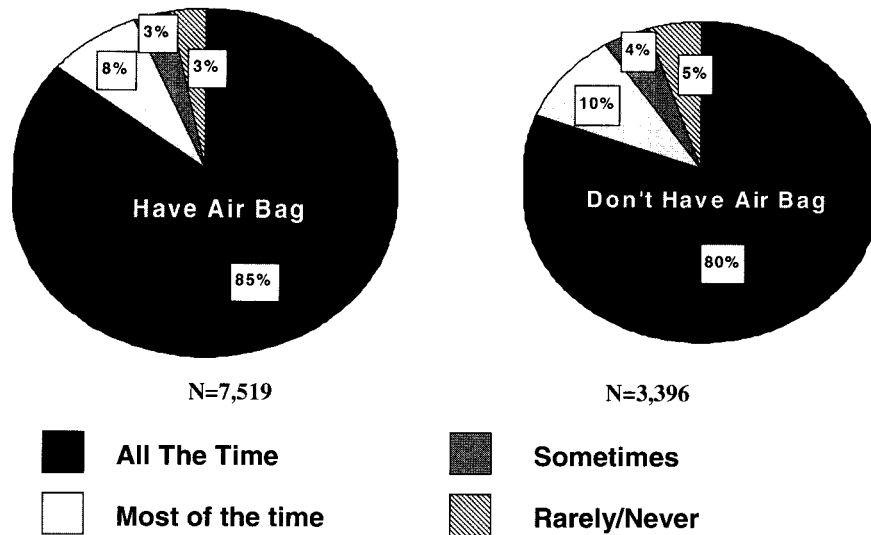 3%
8%
3%
Have Air Bag
85%
N=7,519
4%
5%
10%
Don't Have Air Bag
80%
N=3,396
All The Time
Sometimes
Most of the time
Rarely/Never